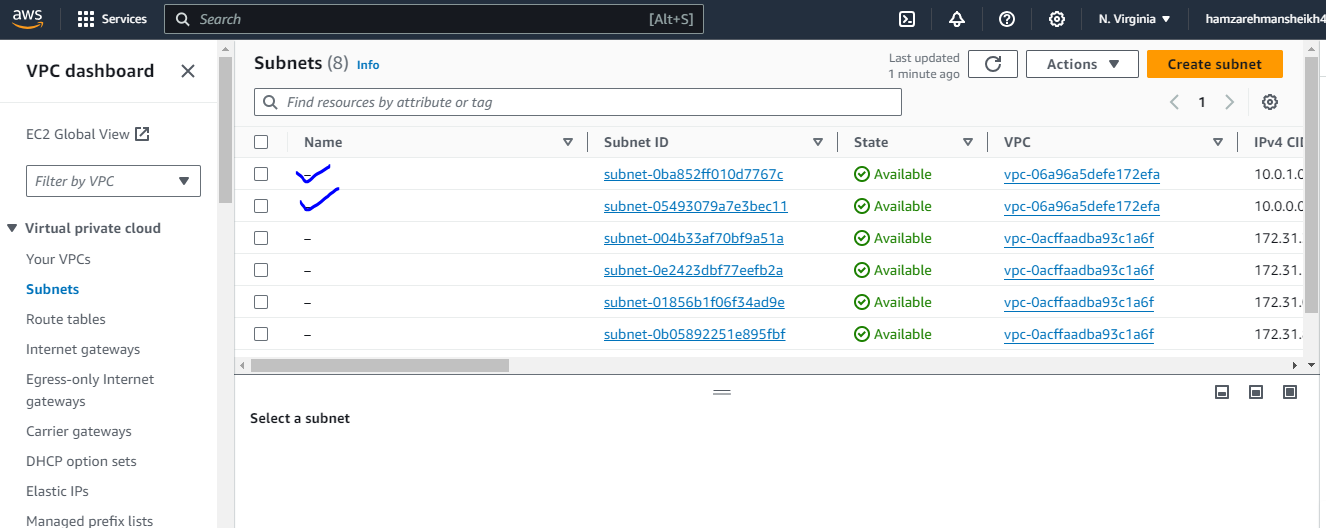 aws Services Search [Alt+S] N. Virginia hamzarehmansheikh4
VPC dashboard
EC2 Global View
Filter by VPC
Virtual private cloud
Your VPCs
Subnets
Route tables
Internet gateways
Egress-only Internet
gateways
Carrier gateways
DHCP option sets
Elastic IPs
Managed prefix lists
Subnets (8) Info
Last updated
1 minute ago
Actions
Create subnet
Find resources by attribute or tag
1
Name Subnet ID State VPC IPv4 CID
– subnet-0ba852ff010d7767c Available vpc-06a96a5defe172efa 10.0.1.0
– subnet-05493079a7e3bec11 Available vpc-06a96a5defe172efa 10.0.0.0
– subnet-004b33af70bf9a51a Available vpc-0acffaadba93c1a6f 172.31.
– subnet-0e2423dbf77eefb2a Available vpc-0acffaadba93c1a6f 172.31.
– subnet-01856b1f06f34ad9e Available vpc-0acffaadba93c1a6f 172.31.
– subnet-0b05892251e895fbf Available vpc-0acffaadba93c1a6f 172.31.
Select a subnet